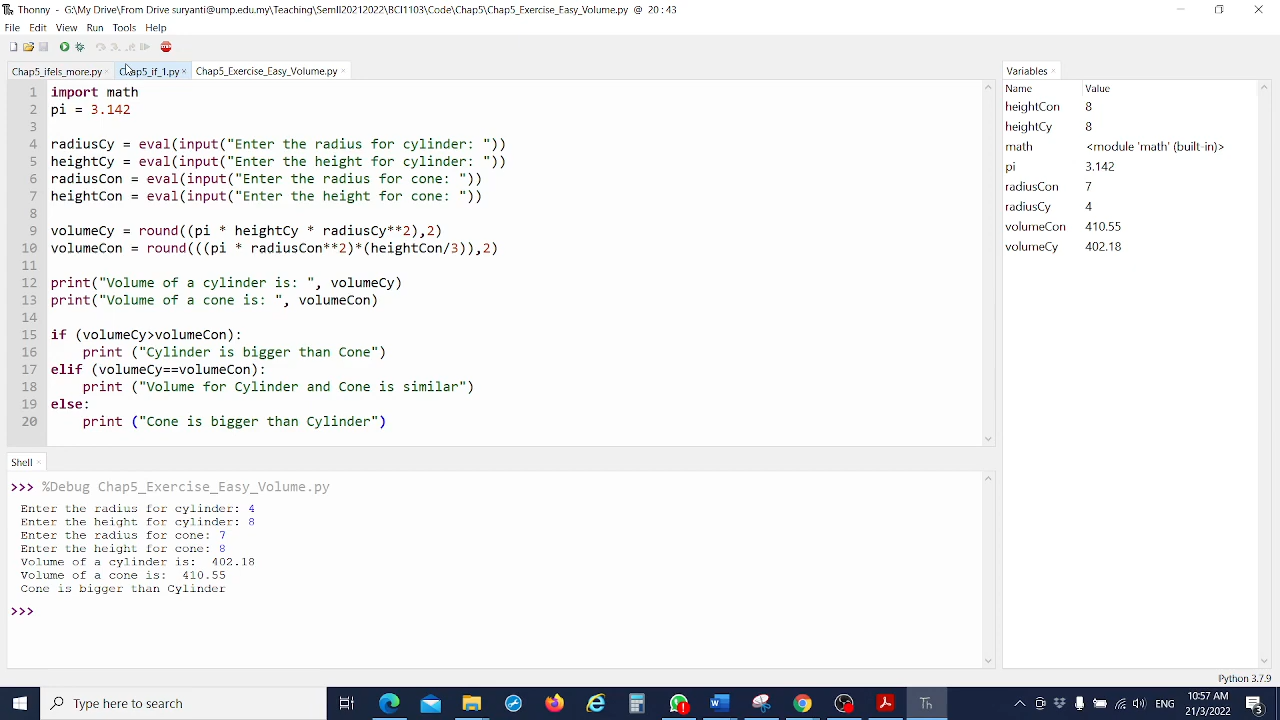 Thonny - G:\My Drive\From Drive suryanti@ump.edu.my\Teaching\SemII20212022\BCI1103\Code\Chap5\Chap5_Exercise_Easy_Volume.py @ 20 : 43
File Edit View Run Tools Help
Chap5_ifels_more.py Chap5_if_1.py Chap5_Exercise_Easy_Volume.py
1 import math
2 pi = 3.142
3
4 radiusCy = eval(input("Enter the radius for cylinder: "))
5 heightCy = eval(input("Enter the height for cylinder: "))
6 radiusCon = eval(input("Enter the radius for cone: "))
7 heightCon = eval(input("Enter the height for cone: "))
8
9 volumeCy = round((pi * heightCy * radiusCy**2),2)
10 volumeCon = round(((pi * radiusCon**2)*(heightCon/3)),2)
11
12 print("Volume of a cylinder is: ", volumeCy)
13 print("Volume of a cone is: ", volumeCon)
14
15 if (volumeCy>volumeCon):
16     print ("Cylinder is bigger than Cone")
17 elif (volumeCy==volumeCon):
18     print ("Volume for Cylinder and Cone is similar")
19 else:
20     print ("Cone is bigger than Cylinder")
Shell
>>> %Debug Chap5_Exercise_Easy_Volume.py
Enter the radius for cylinder: 4
Enter the height for cylinder: 8
Enter the radius for cone: 7
Enter the height for cone: 8
Volume of a cylinder is:  402.18
Volume of a cone is:  410.55
Cone is bigger than Cylinder
>>>
Variables
Name Value
heightCon 8
heightCy 8
math <module 'math' (built-in)>
pi 3.142
radiusCon 7
radiusCy 4
volumeCon 410.55
volumeCy 402.18
Python 3.7.9
Type here to search
Th
ENG
10:57 AM
21/3/2022